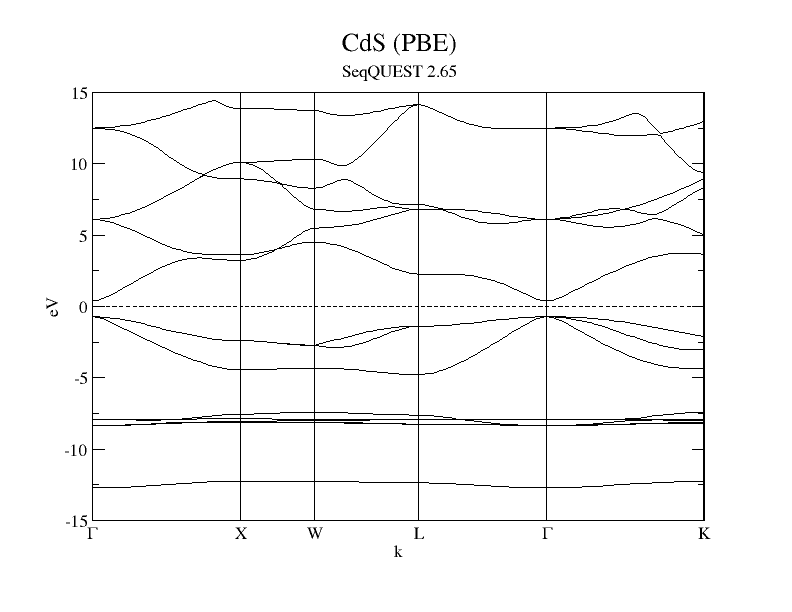 CdS (PBE)
SeqQUEST 2.65
15
10
5
0
-5
-10
-15
eV
Γ X W L Γ K
k